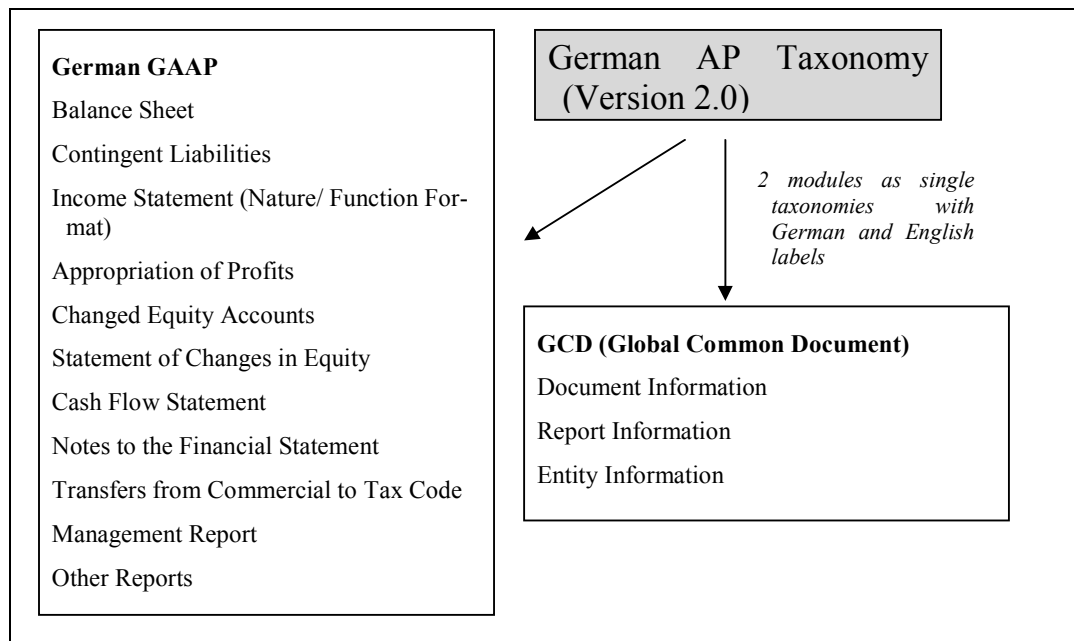 German GAAP
Balance Sheet
Contingent Liabilities
Income Statement (Nature/ Function For-
mat)
Appropriation of Profits
Changed Equity Accounts
Statement of Changes in Equity
Cash Flow Statement
Notes to the Financial Statement
Transfers from Commercial to Tax Code
Management Report
Other Reports
German AP Taxonomy
(Version 2.0)
2 modules as single
taxonomies with
German and English
labels
GCD (Global Common Document)
Document Information
Report Information
Entity Information